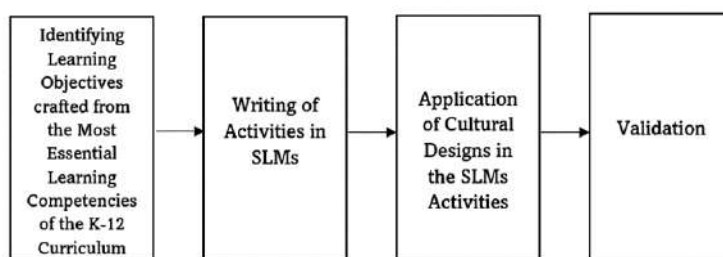 Identifying
Learning
Objectives
crafted from
the Most
Essential
Learning
Competencies
of the K-12
Curriculum
Writing of
Activities in
SLMs
Application
of Cultural
Designs in
the SLMs
Activities
Validation